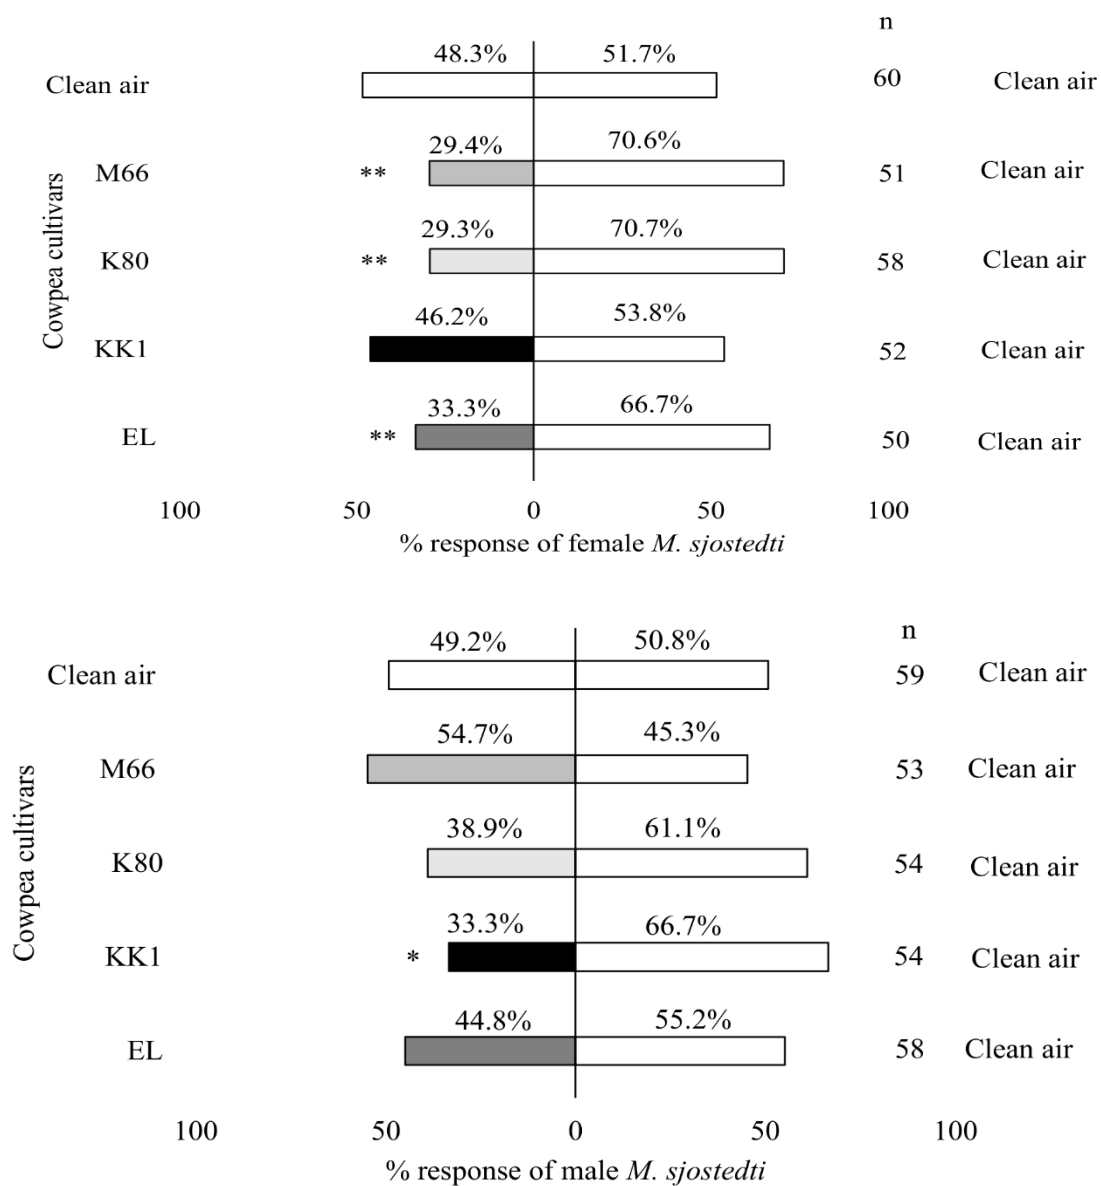 n
48.3% 51.7%
Clean air 60 Clean air
29.4% 70.6%
M66 ** 51 Clean air
29.3% 70.7%
K80 ** 58 Clean air
Cowpea cultivars
46.2% 53.8%
KK1 52 Clean air
33.3% 66.7%
EL ** 50 Clean air
100 50 0 50 100
% response of female M. sjostedti
n
49.2% 50.8%
Clean air 59 Clean air
54.7% 45.3%
M66 53 Clean air
38.9% 61.1%
K80 54 Clean air
Cowpea cultivars
33.3% 66.7%
KK1 * 54 Clean air
44.8% 55.2%
EL 58 Clean air
100 50 0 50 100
% response of male M. sjostedti